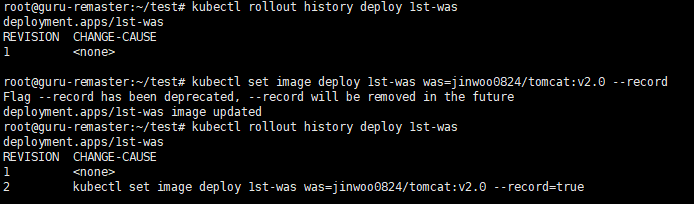 root@guru-remaster:~/test# kubectl rollout history deploy 1st-was
deployment.apps/1st-was
REVISION  CHANGE-CAUSE
1         <none>
root@guru-remaster:~/test# kubectl set image deploy 1st-was was=jinwoo0824/tomcat:v2.0 --record
Flag --record has been deprecated, --record will be removed in the future
deployment.apps/1st-was image updated
root@guru-remaster:~/test# kubectl rollout history deploy 1st-was
deployment.apps/1st-was
REVISION  CHANGE-CAUSE
1         <none>
2         kubectl set image deploy 1st-was was=jinwoo0824/tomcat:v2.0 --record=true